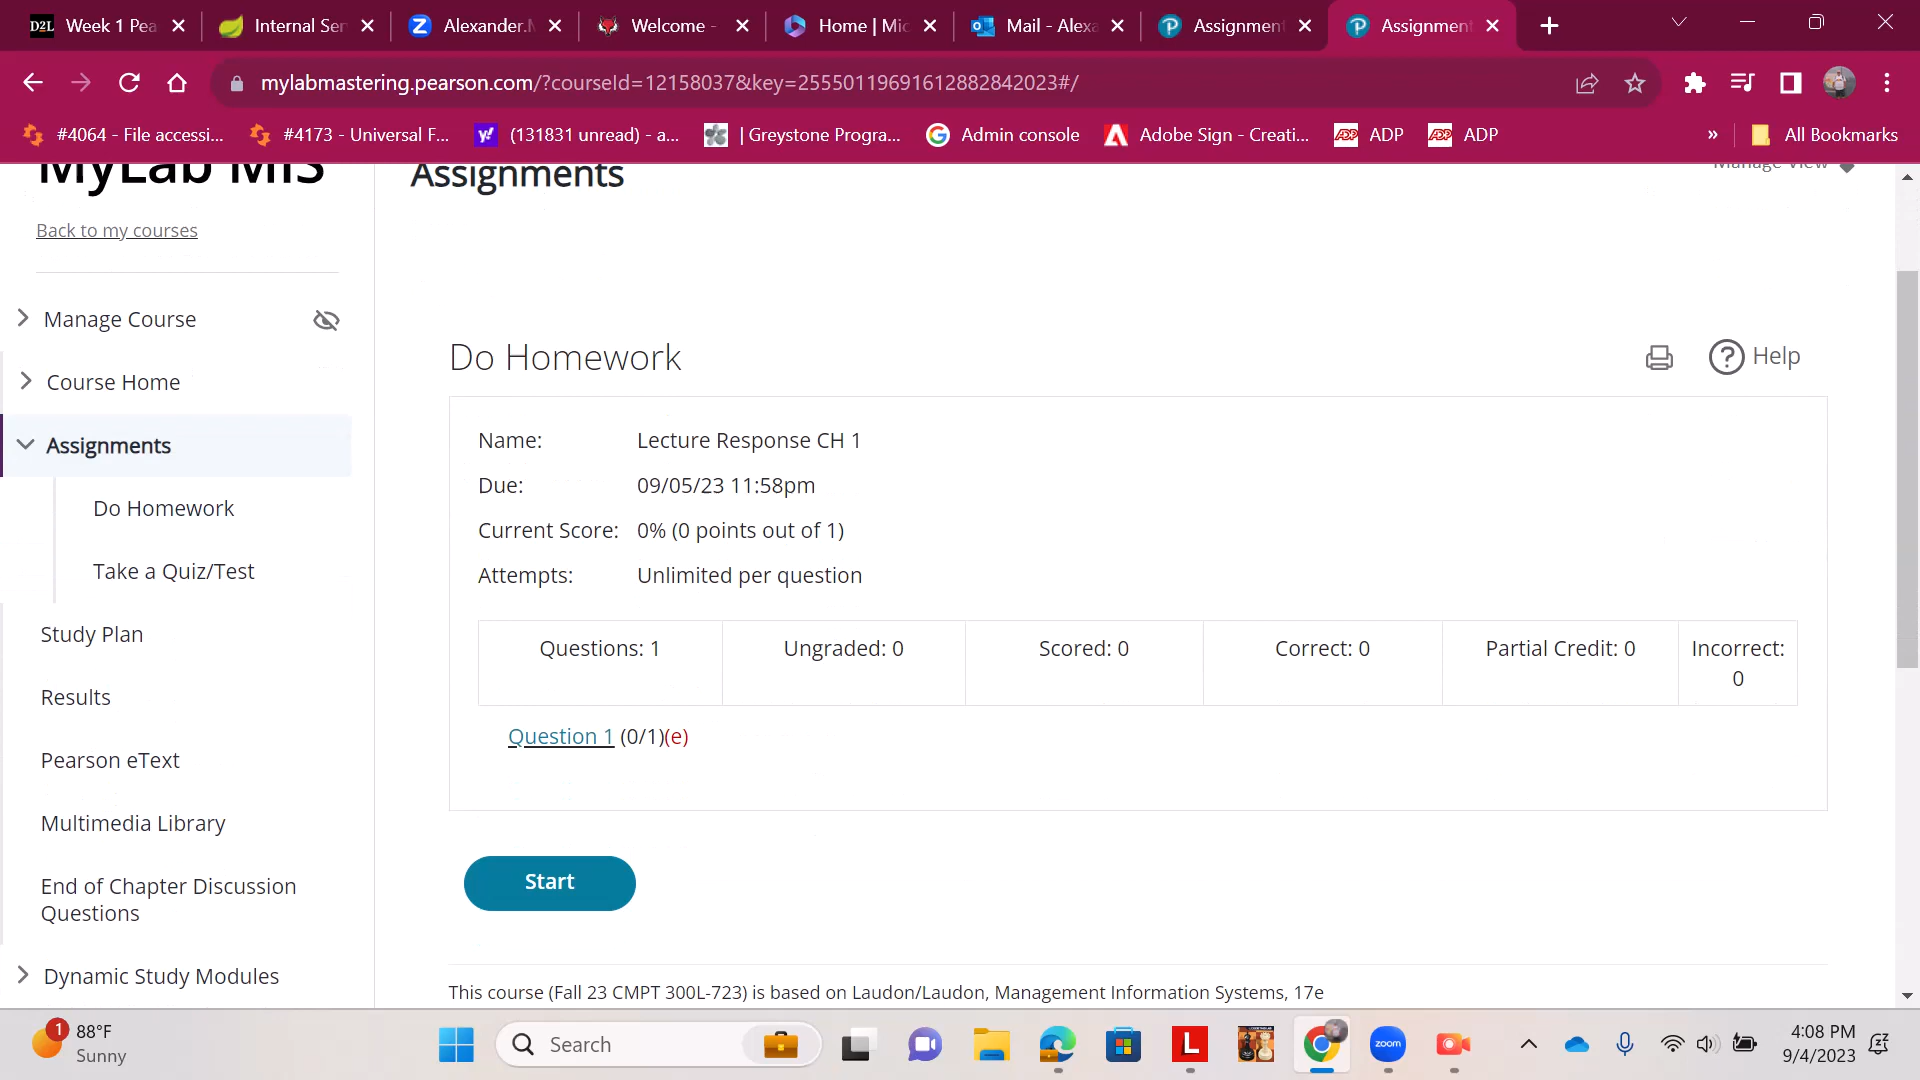 D2L Week 1 Pea
Internal Ser
Z Alexander.M
Welcome -
Home | Mic
Mail - Alexa
Assignment
Assignment
mylabmastering.pearson.com/?courseId=12158037&key=25550119691612882842023#/
#4064 - File accessi...
#4173 - Universal F...
(131831 unread) - a...
| Greystone Progra...
Admin console
Adobe Sign - Creati...
ADP
ADP
» All Bookmarks
MyLab MIS
Back to my courses
Manage Course
Course Home
Assignments
Do Homework
Take a Quiz/Test
Study Plan
Results
Pearson eText
Multimedia Library
End of Chapter Discussion
Questions
Dynamic Study Modules
Assignments
Manage View
Do Homework
Help
Name: Lecture Response CH 1
Due: 09/05/23 11:58pm
Current Score: 0% (0 points out of 1)
Attempts: Unlimited per question
Questions: 1
Ungraded: 0
Scored: 0
Correct: 0
Partial Credit: 0
Incorrect:
0
Question 1 (0/1)(e)
Start
This course (Fall 23 CMPT 300L-723) is based on Laudon/Laudon, Management Information Systems, 17e
1
88°F
Sunny
Search
L
zoom
4:08 PM
9/4/2023